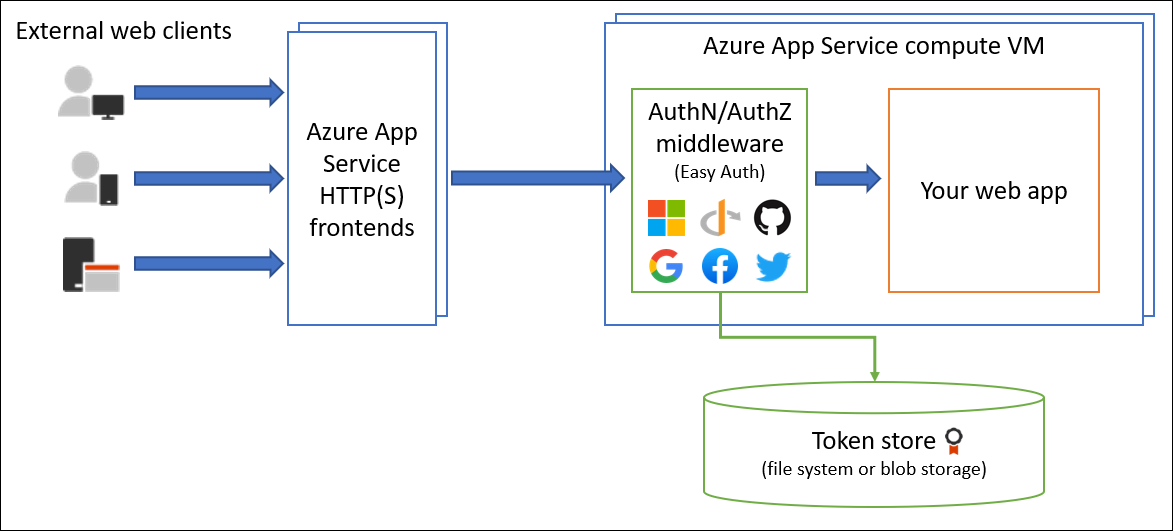 External web clients
Azure App
Service
HTTP(S)
frontends
Azure App Service compute VM
AuthN/AuthZ
middleware
(Easy Auth)
Your web app
Token store
(file system or blob storage)